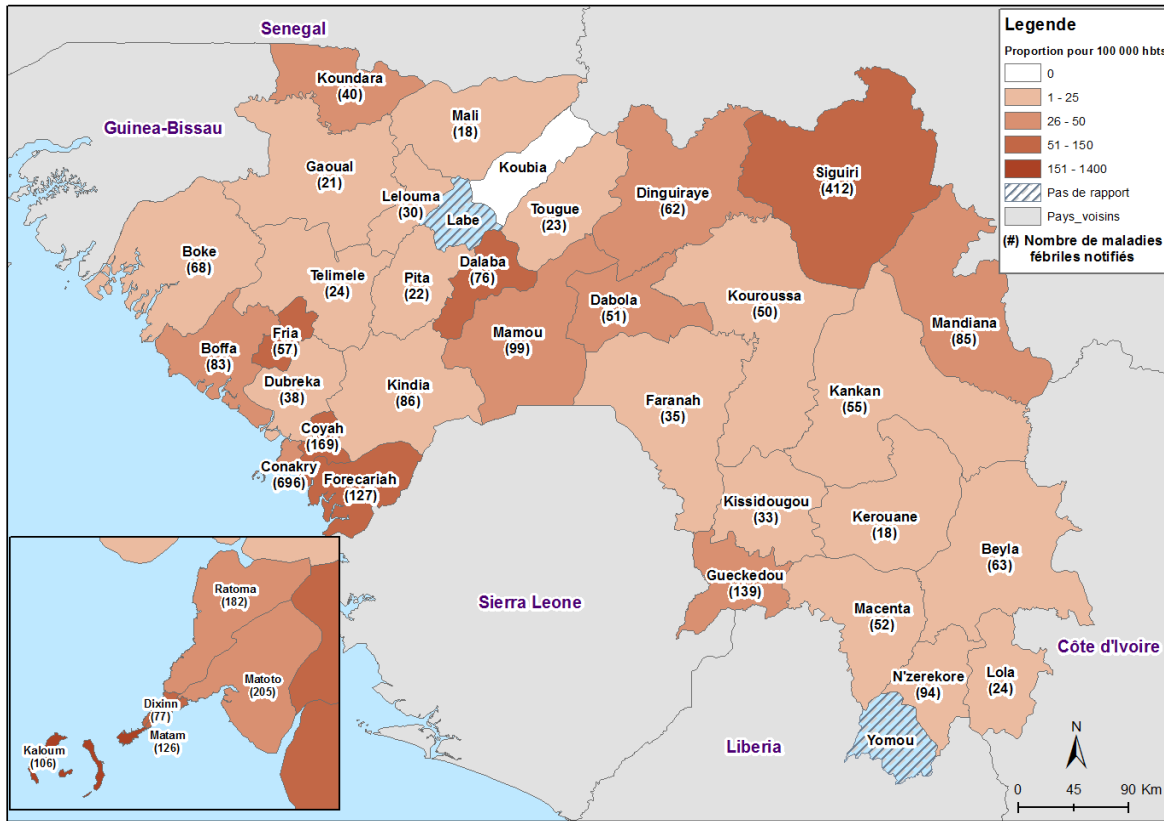 Senegal
Koundara
(40)
Mali
(18)
Guinea-Bissau
Koubia
Gaoual
(21)
Siguiri
(412)
Lelouma
(30)
Dinguiraye
(62)
Labe
Tougue
(23)
Boke
(68)
Dalaba
(76)
Telimele
(24)
Pita
(22)
Dabola
(51)
Kouroussa
(50)
Mandiana
(85)
Fria
(57)
Mamou
(99)
Boffa
(83)
Dubreka
(38)
Kindia
(86)
Kankan
(55)
Faranah
(35)
Coyah
(169)
Conakry
(696)
Forecariah
(127)
Kissidougou
(33)
Kerouane
(18)
Beyla
(63)
Gueckedou
(139)
Sierra Leone
Macenta
(52)
Côte d'Ivoire
N'zerekore
(94)
Lola
(24)
Liberia
Yomou
Legende
Proportion pour 100 000 hbts
0
1 - 25
26 - 50
51 - 150
151 - 1400
Pas de rapport
Pays_voisins
(#) Nombre de maladies
fébriles notifiés
Ratoma
(182)
Matoto
(205)
Dixinn
(77)
Matam
(126)
Kaloum
(106)
N
0 45 90 Km